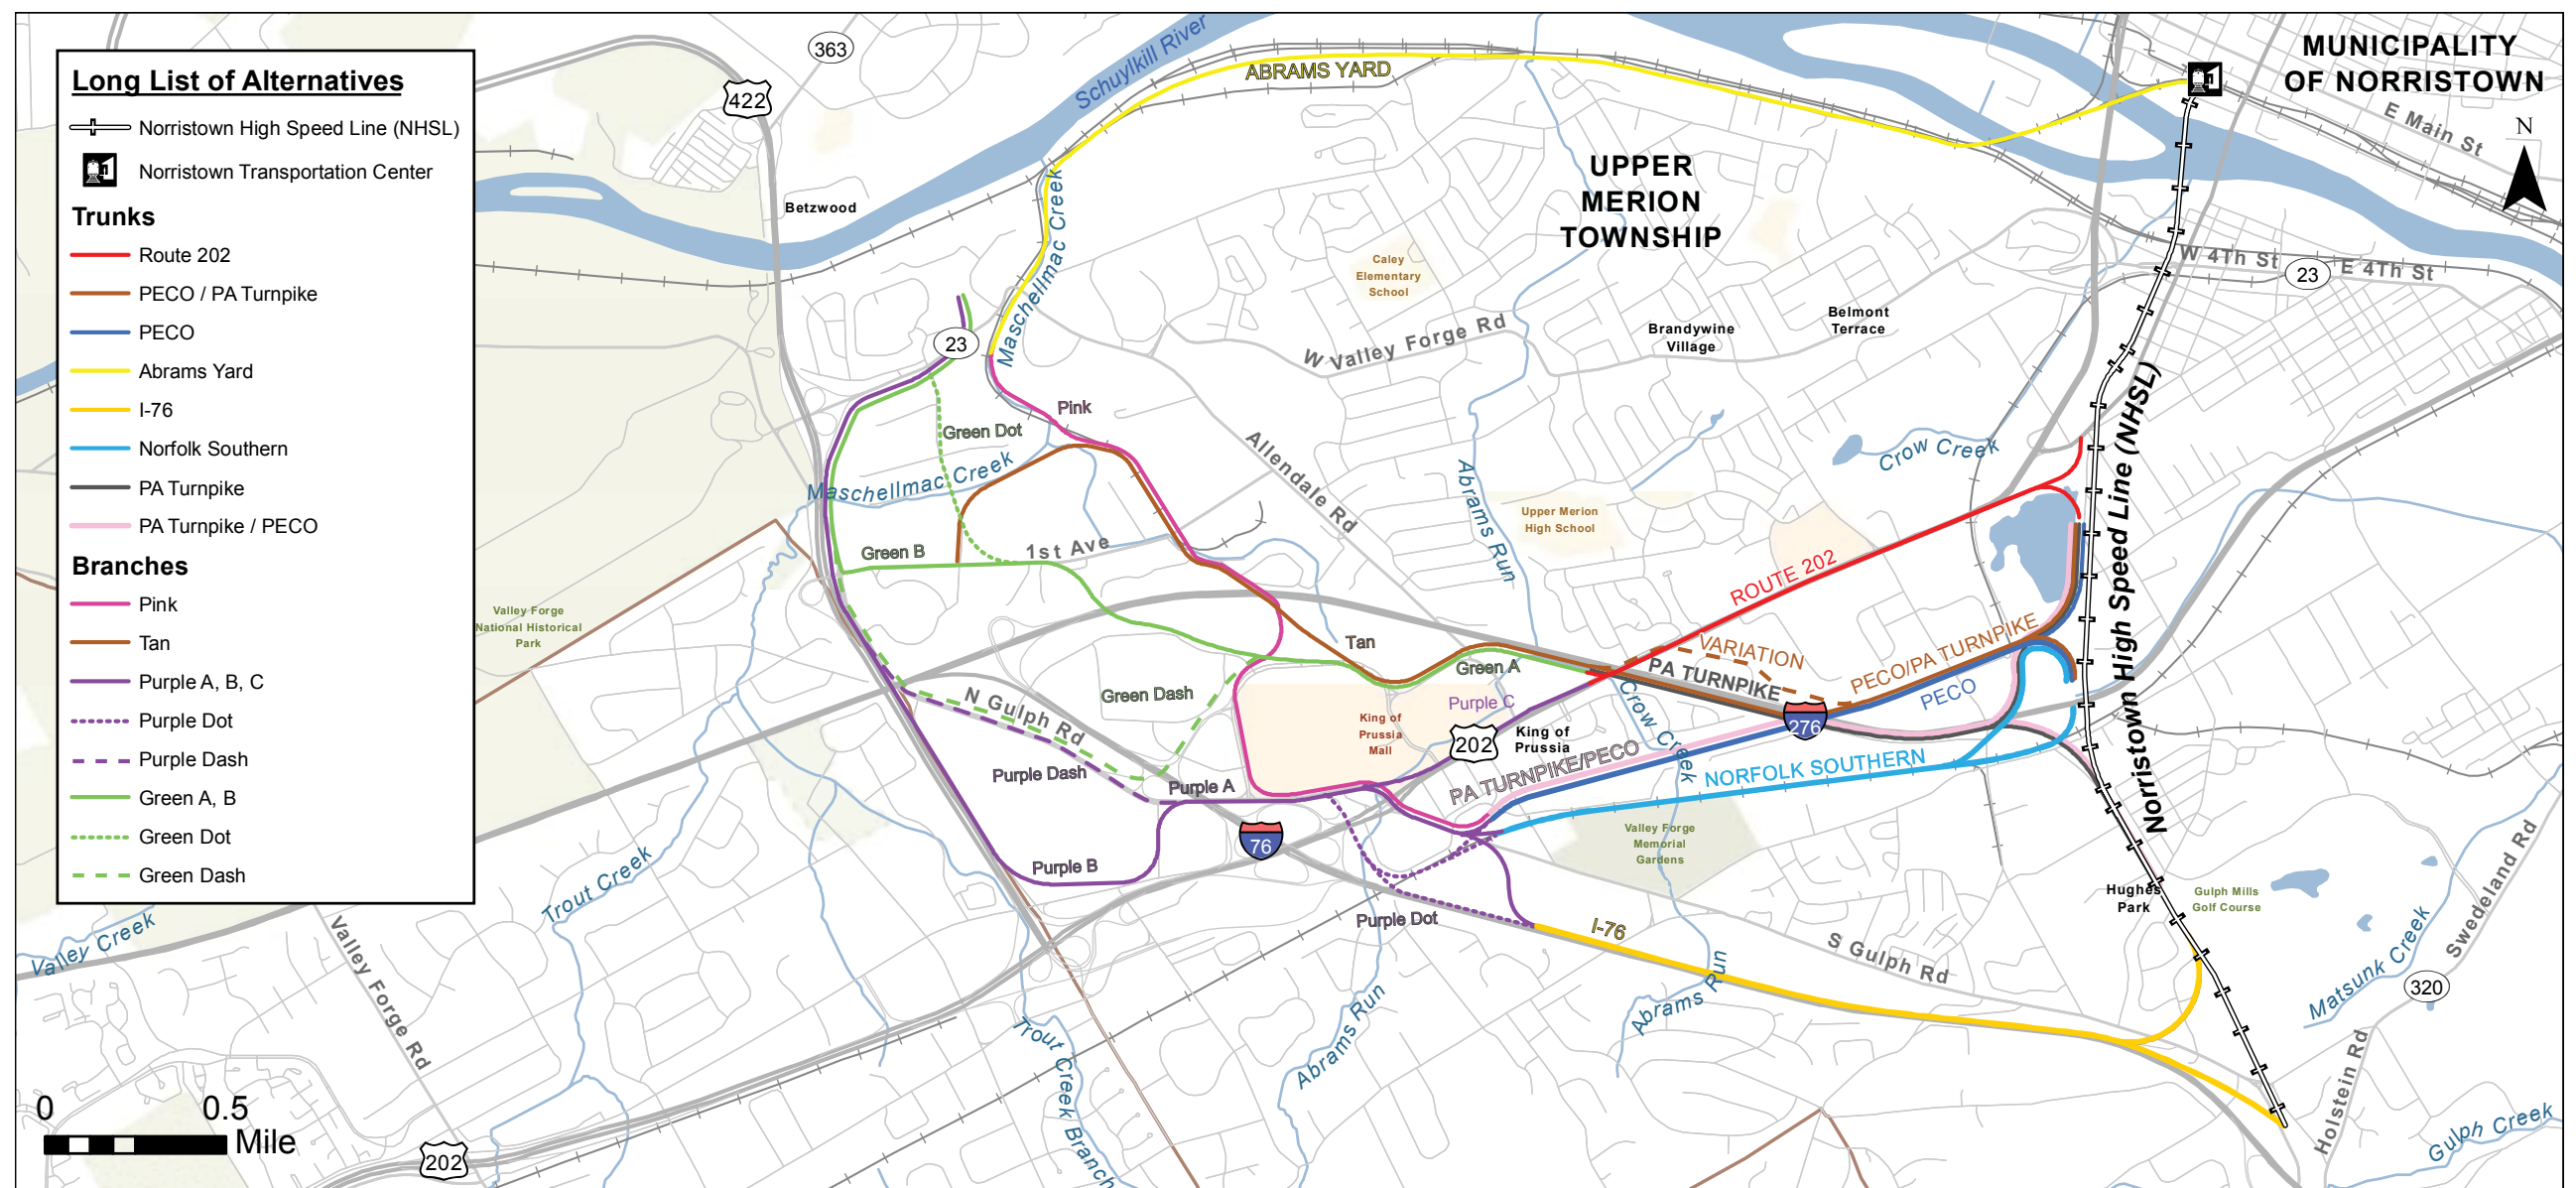 Long List of Alternatives
Norristown High Speed Line (NHSL)
Norristown Transportation Center
Trunks
Route 202
PECO / PA Turnpike
PECO
Abrams Yard
I-76
Norfolk Southern
PA Turnpike
PA Turnpike / PECO
Branches
Pink
Tan
Purple A, B, C
Purple Dot
Purple Dash
Green A, B
Green Dot
Green Dash
363
422
Schuylkill River
ABRAMS YARD
MUNICIPALITY
OF NORRISTOWN
E Main St
N
UPPER
MERION
TOWNSHIP
Betzwood
Maschellmac Creek
Caley
Elementary
School
W 4Th St
23
E 4Th St
23
W Valley Forge Rd
Brandywine
Village
Belmont
Terrace
Pink
Green Dot
Maschellmac Creek
Allendale Rd
Abrams Run
Crow Creek
Norristown High Speed Line (NHSL)
Upper Merion
High School
Green B
1st Ave
ROUTE 202
Valley Forge
National Historical
Park
Tan
Green A
VARIATION
PA TURNPIKE
PECO/PA TURNPIKE
PECO
Green Dash
N Gulph Rd
Purple C
King of
Prussia
Mall
202
King of
Prussia
Crow Creek
276
PA TURNPIKE/PECO
NORFOLK SOUTHERN
Purple Dash
Purple A
76
Purple B
Valley Forge
Memorial
Gardens
Purple Dot
I-76
S Gulph Rd
Hughes
Park
Gulph Mills
Golf Course
Swedeland Rd
Matsunk Creek
320
Trout Creek
Valley Creek
Valley Forge Rd
Trout Creek Branch
Abrams Run
Abrams Run
Holstein Rd
Gulph Creek
0 0.5
Mile
202